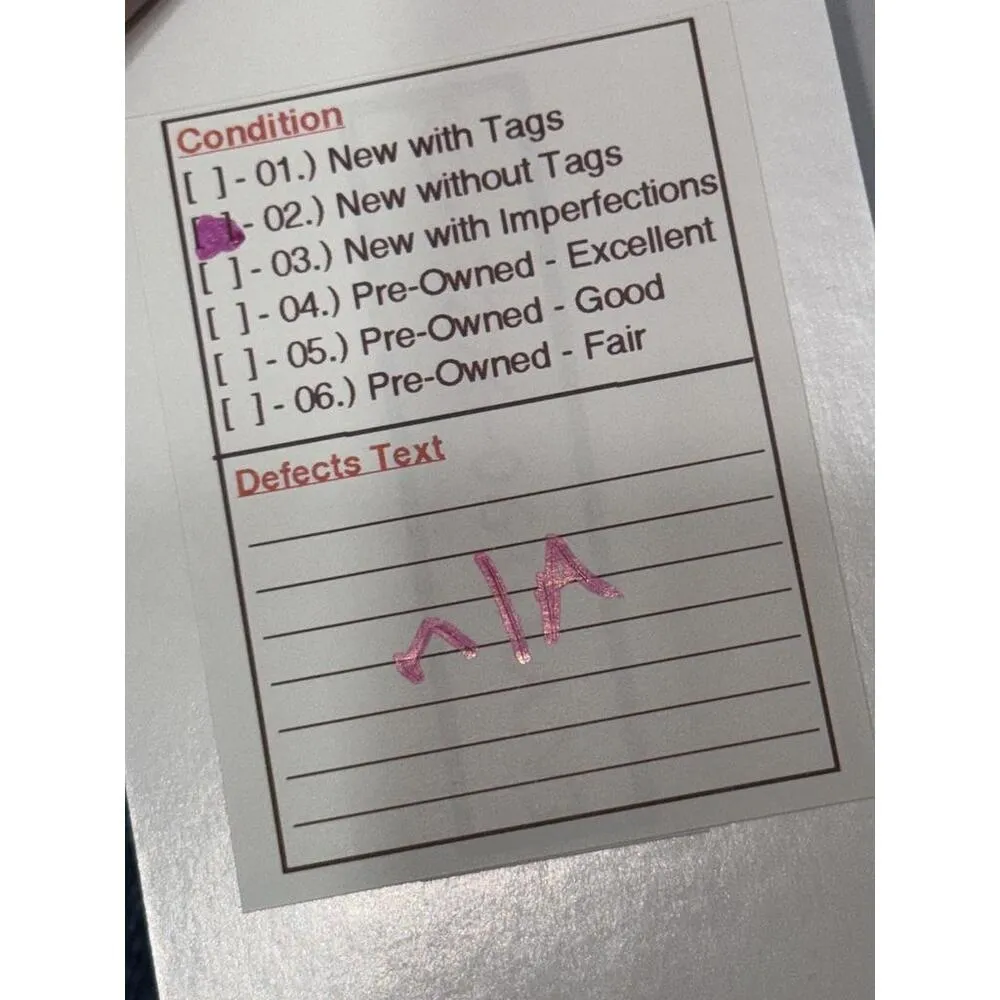 Condition
[ ] - 01.) New with Tags
[ ] - 02.) New without Tags
[ ] - 03.) New with Imperfections
[ ] - 04.) Pre-Owned - Excellent
[ ] - 05.) Pre-Owned - Good
[ ] - 06.) Pre-Owned - Fair
Defects Text
n/A